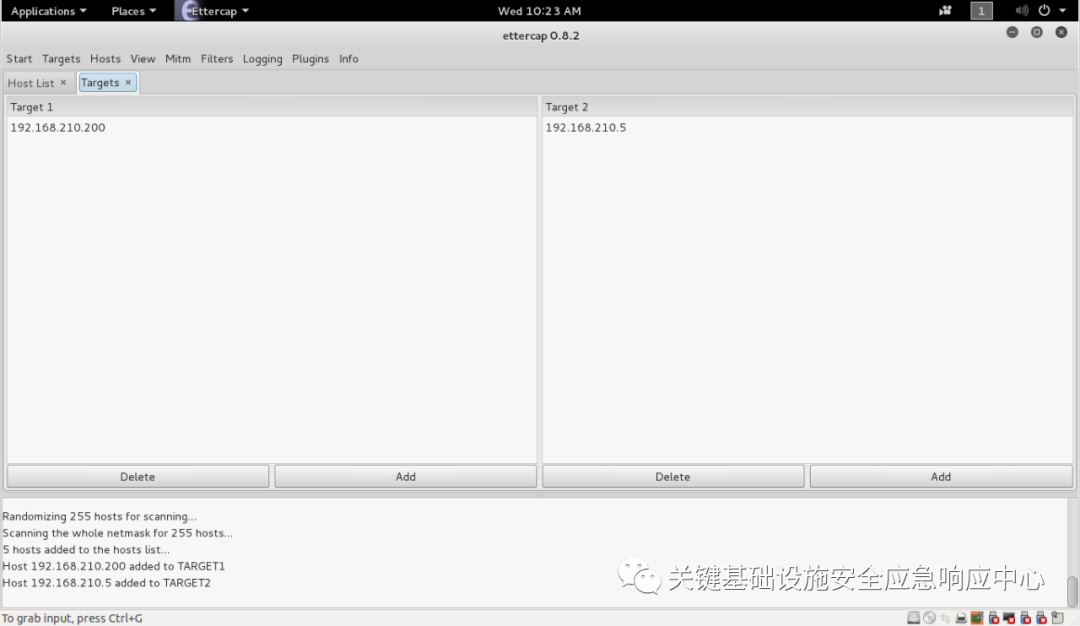 Applications Places Ettercap Wed 10:23 AM 1
ettercap 0.8.2
Start Targets Hosts View Mitm Filters Logging Plugins Info
Host List × Targets ×
Target 1 Target 2
192.168.210.200 192.168.210.5
Delete Add Delete Add
Randomizing 255 hosts for scanning...
Scanning the whole netmask for 255 hosts...
5 hosts added to the hosts list...
Host 192.168.210.200 added to TARGET1
Host 192.168.210.5 added to TARGET2
关键基础设施安全应急响应中心
To grab input, press Ctrl+G